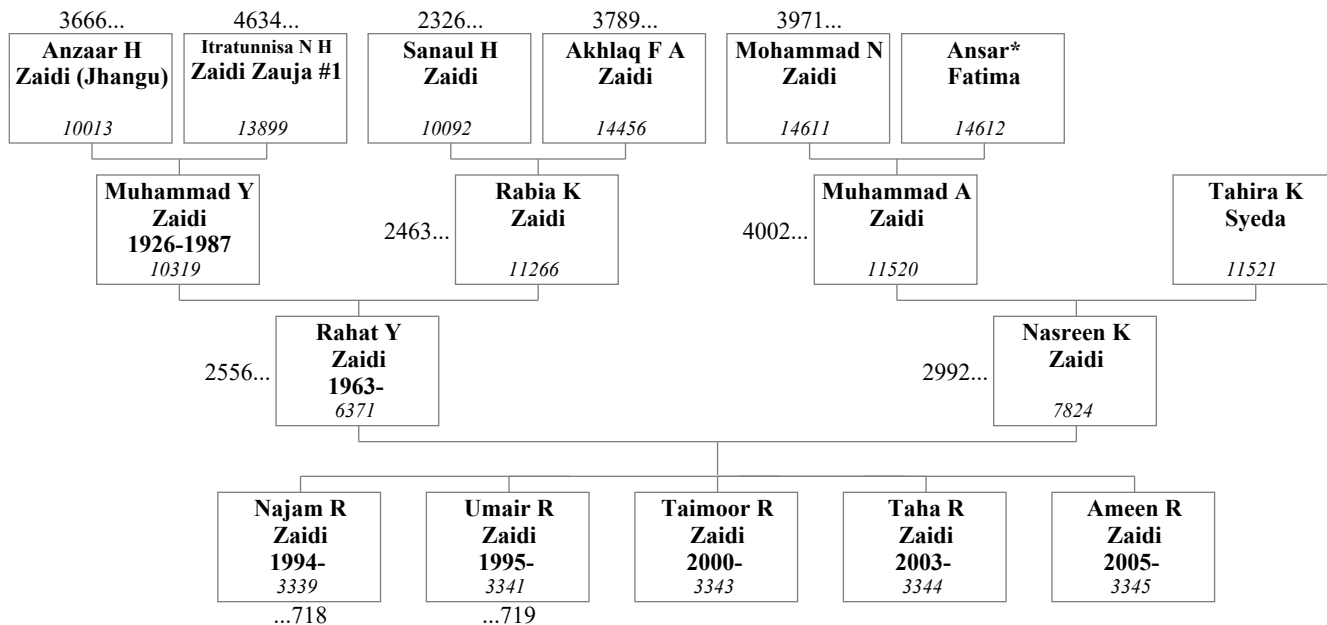 3666...
4634...
2326...
3789...
3971...
Anzaar H
Zaidi (Jhangu)
10013
Itratunnisa N H
Zaidi Zauja #1
13899
Sanaul H
Zaidi
10092
Akhlaq F A
Zaidi
14456
Mohammad N
Zaidi
14611
Ansar*
Fatima
14612
Muhammad Y
Zaidi
1926-1987
10319
2463...
Rabia K
Zaidi
11266
4002...
Muhammad A
Zaidi
11520
Tahira K
Syeda
11521
2556...
Rahat Y
Zaidi
1963-
6371
2992...
Nasreen K
Zaidi
7824
Najam R
Zaidi
1994-
3339
...718
Umair R
Zaidi
1995-
3341
...719
Taimoor R
Zaidi
2000-
3343
Taha R
Zaidi
2003-
3344
Ameen R
Zaidi
2005-
3345